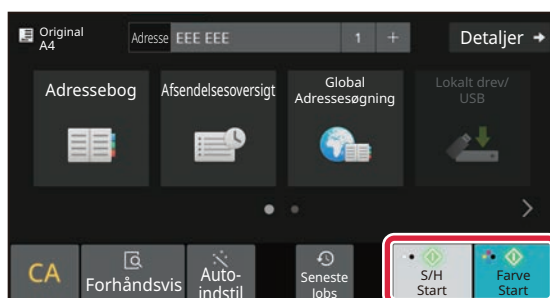 Original
A4
Adresse EEE EEE 1 +
Detaljer
Adressebog
Afsendelsesoversigt
Global
Adressesøgning
Lokalt drev/
USB
CA
Forhåndsvis
Auto-
indstil
Seneste
Jobs
S/H
Start
Farve
Start